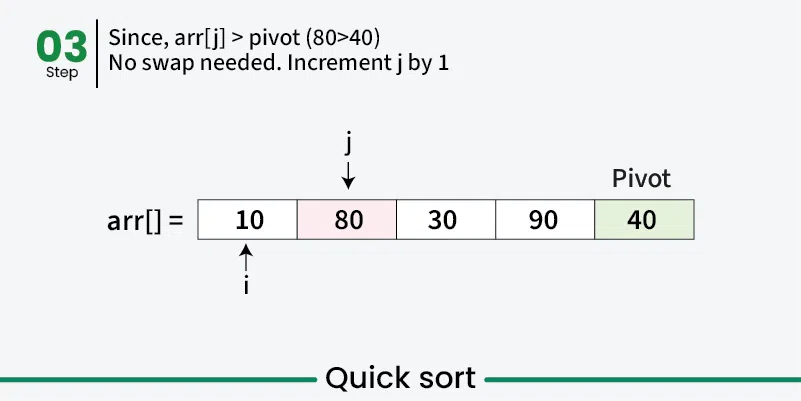 03
Step
Since, arr[j] > pivot (80>40)
No swap needed. Increment j by 1
j
Pivot
arr[] = 10 80 30 90 40
i
Quick sort